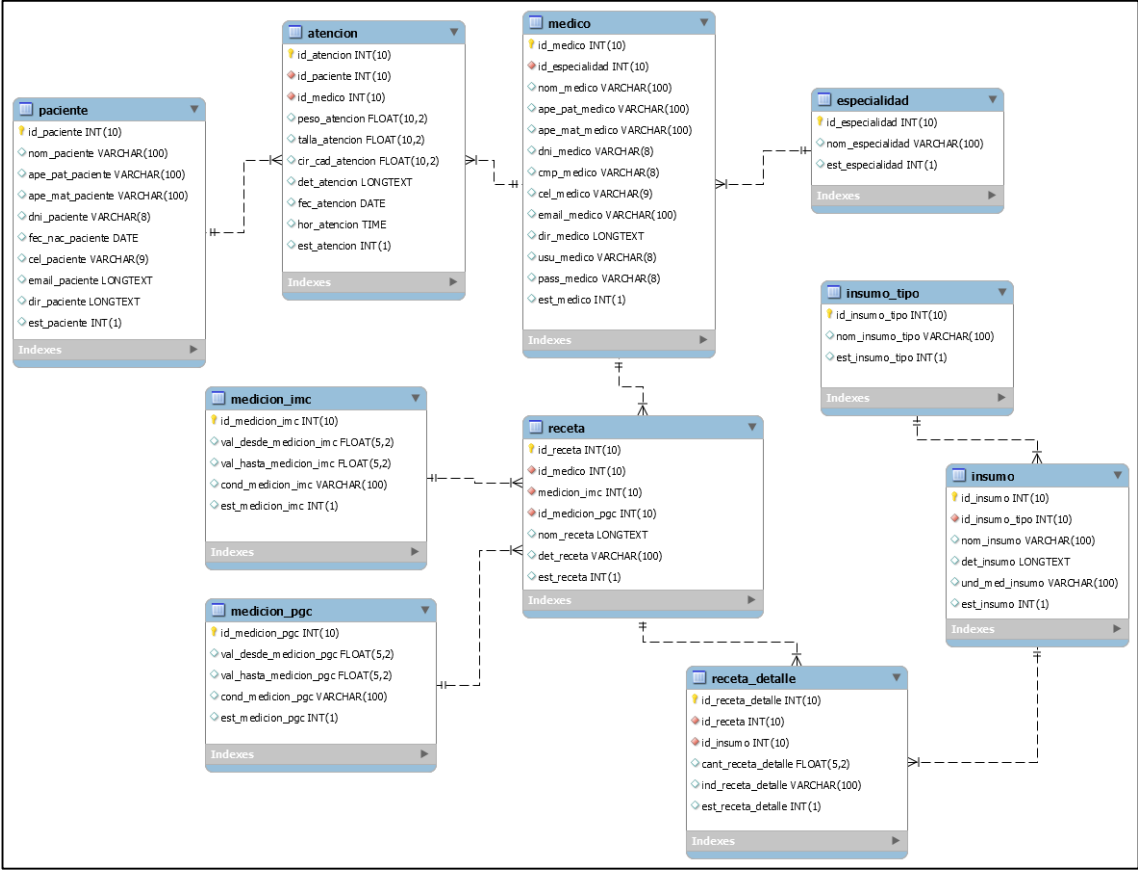 paciente
id_paciente INT(10)
nom_paciente VARCHAR(100)
ape_pat_paciente VARCHAR(100)
ape_mat_paciente VARCHAR(100)
dni_paciente VARCHAR(8)
fec_nac_paciente DATE
cel_paciente VARCHAR(9)
email_paciente LONGTEXT
dir_paciente LONGTEXT
est_paciente INT(1)
Indexes
atencion
id_atencion INT(10)
id_paciente INT(10)
id_medico INT(10)
peso_atencion FLOAT(10,2)
talla_atencion FLOAT(10,2)
cir_cad_atencion FLOAT(10,2)
det_atencion LONGTEXT
fec_atencion DATE
hor_atencion TIME
est_atencion INT(1)
Indexes
medico
id_medico INT(10)
id_especialidad INT(10)
nom_medico VARCHAR(100)
ape_pat_medico VARCHAR(100)
ape_mat_medico VARCHAR(100)
dni_medico VARCHAR(8)
cmp_medico VARCHAR(8)
cel_medico VARCHAR(9)
email_medico VARCHAR(100)
dir_medico LONGTEXT
usu_medico VARCHAR(8)
pass_medico VARCHAR(8)
est_medico INT(1)
Indexes
especialidad
id_especialidad INT(10)
nom_especialidad VARCHAR(100)
est_especialidad INT(1)
Indexes
insumo_tipo
id_insumo_tipo INT(10)
nom_insumo_tipo VARCHAR(100)
est_insumo_tipo INT(1)
Indexes
medicion_imc
id_medicion_imc INT(10)
val_desde_medicion_imc FLOAT(5,2)
val_hasta_medicion_imc FLOAT(5,2)
cond_medicion_imc VARCHAR(100)
est_medicion_imc INT(1)
Indexes
receta
id_receta INT(10)
id_medico INT(10)
medicion_imc INT(10)
id_medicion_pgc INT(10)
nom_receta LONGTEXT
det_receta VARCHAR(100)
est_receta INT(1)
Indexes
insumo
id_insumo INT(10)
id_insumo_tipo INT(10)
nom_insumo VARCHAR(100)
det_insumo LONGTEXT
und_med_insumo VARCHAR(100)
est_insumo INT(1)
Indexes
medicion_pgc
id_medicion_pgc INT(10)
val_desde_medicion_pgc FLOAT(5,2)
val_hasta_medicion_pgc FLOAT(5,2)
cond_medicion_pgc VARCHAR(100)
est_medicion_pgc INT(1)
Indexes
receta_detalle
id_receta_detalle INT(10)
id_receta INT(10)
id_insumo INT(10)
cant_receta_detalle FLOAT(5,2)
ind_receta_detalle VARCHAR(100)
est_receta_detalle INT(1)
Indexes